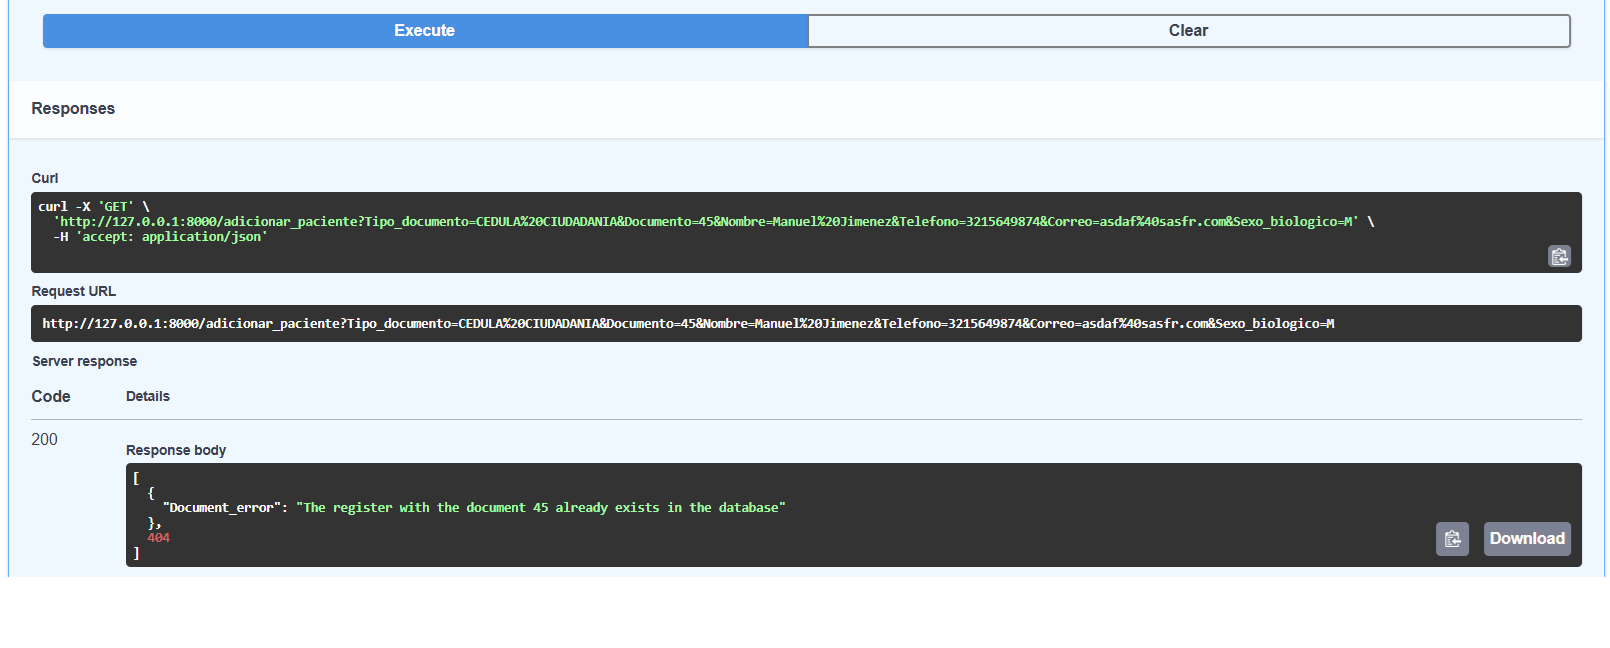 Execute
Clear
Responses
Curl
curl -X 'GET' \
'http://127.0.0.1:8000/adicionar_paciente?Tipo_documento=CEDULA%20CIUDADANIA&Documento=45&Nombre=Manuel%20Jimenez&Telefono=3215649874&Correo=asdaf%40sasfr.com&Sexo_biologico=M' \
-H 'accept: application/json'
Request URL
http://127.0.0.1:8000/adicionar_paciente?Tipo_documento=CEDULA%20CIUDADANIA&Documento=45&Nombre=Manuel%20Jimenez&Telefono=3215649874&Correo=asdaf%40sasfr.com&Sexo_biologico=M
Server response
Code
Details
200
Response body
[
{
"Document_error": "The register with the document 45 already exists in the database"
},
404
]
Download